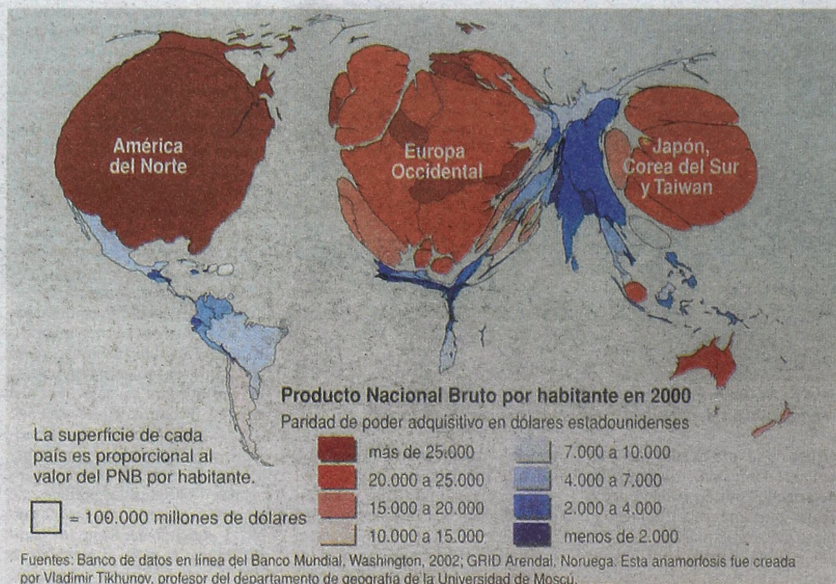 América
del Norte
Europa
Occidental
Japón,
Corea del Sur
y Taiwan
Producto Nacional Bruto por habitante en 2000
Paridad de poder adquisitivo en dólares estadounidenses
más de 25.000
20.000 a 25.000
15.000 a 20.000
10.000 a 15.000
7.000 a 10.000
4.000 a 7.000
2.000 a 4.000
menos de 2.000
La superficie de cada
país es proporcional al
valor del PNB por habitante.
= 100.000 millones de dólares
Fuentes: Banco de datos en línea del Banco Mundial, Washington, 2002; GRID Arendal, Noruega. Esta anamorfosis fue creada
por Vladimir Tikhunov, profesor del departamento de geografía de la Universidad de Moscú.